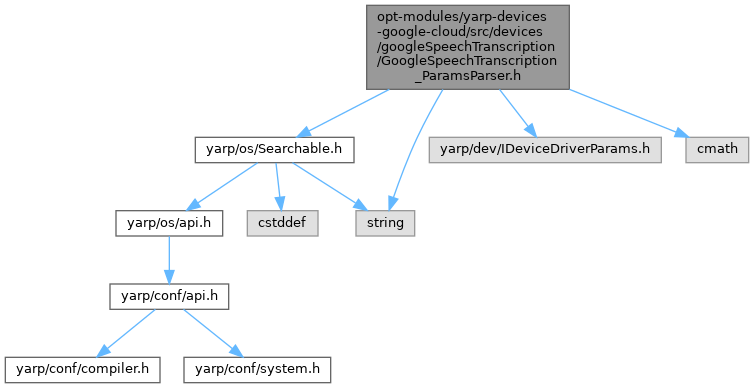 opt-modules/yarp-devices
-google-cloud/src/devices
/googleSpeechTranscription
/GoogleSpeechTranscription
_ParamsParser.h
yarp/os/Searchable.h
yarp/dev/IDeviceDriverParams.h
cmath
yarp/os/api.h
cstddef
string
yarp/conf/api.h
yarp/conf/compiler.h
yarp/conf/system.h